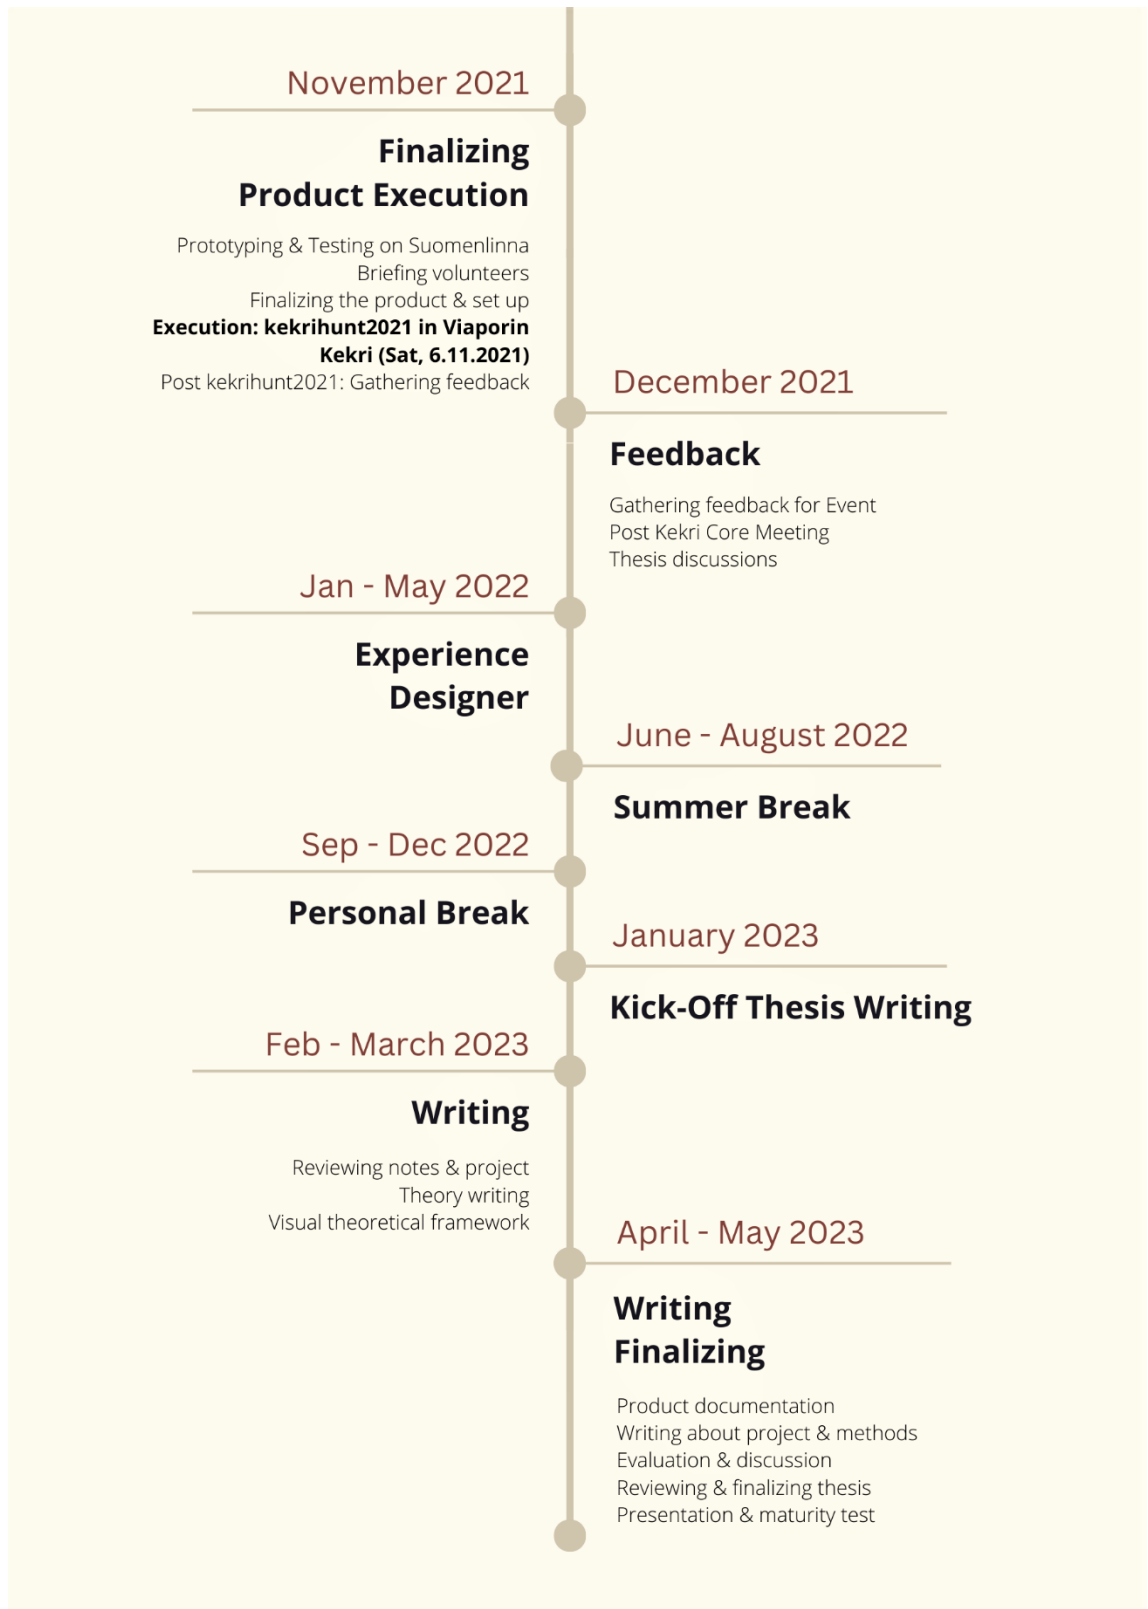 November 2021
Finalizing
Product Execution
Prototyping & Testing on Suomenlinna
Briefing volunteers
Finalizing the product & set up
Execution: kekrihunt2021 in Viaporin
Kekri (Sat, 6.11.2021)
Post kekrihunt2021: Gathering feedback
December 2021
Feedback
Gathering feedback for Event
Post Kekri Core Meeting
Thesis discussions
Jan - May 2022
Experience
Designer
June - August 2022
Summer Break
Sep - Dec 2022
Personal Break
January 2023
Kick-Off Thesis Writing
Feb - March 2023
Writing
Reviewing notes & project
Theory writing
Visual theoretical framework
April - May 2023
Writing
Finalizing
Product documentation
Writing about project & methods
Evaluation & discussion
Reviewing & finalizing thesis
Presentation & maturity test